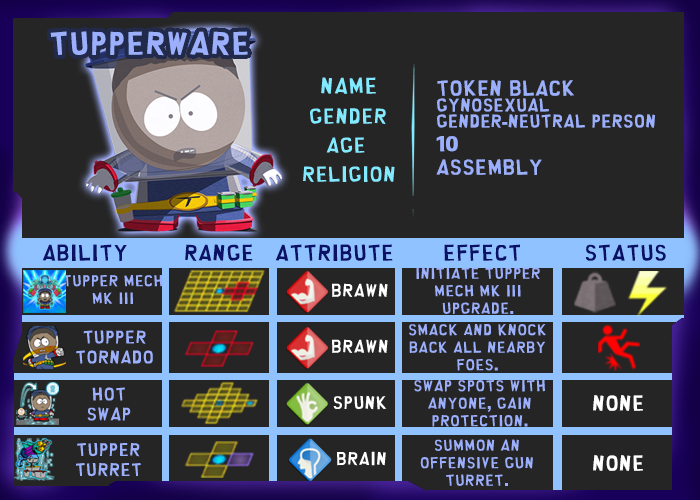 TUPPERWARE
NAME
TOKEN BLACK
GENDER
GYNOSEXUAL
GENDER-NEUTRAL PERSON
AGE
10
RELIGION
ASSEMBLY
ABILITY RANGE ATTRIBUTE EFFECT STATUS
TUPPER MECH
MK III
BRAWN
INITIATE TUPPER
MECH MK III
UPGRADE.
TUPPER
TORNADO
BRAWN
SMACK AND KNOCK
BACK ALL NEARBY
FOES.
HOT
SWAP
SPUNK
SWAP SPOTS WITH
ANYONE, GAIN
PROTECTION.
NONE
TUPPER
TURRET
BRAIN
SUMMON AN
OFFENSIVE GUN
TURRET.
NONE